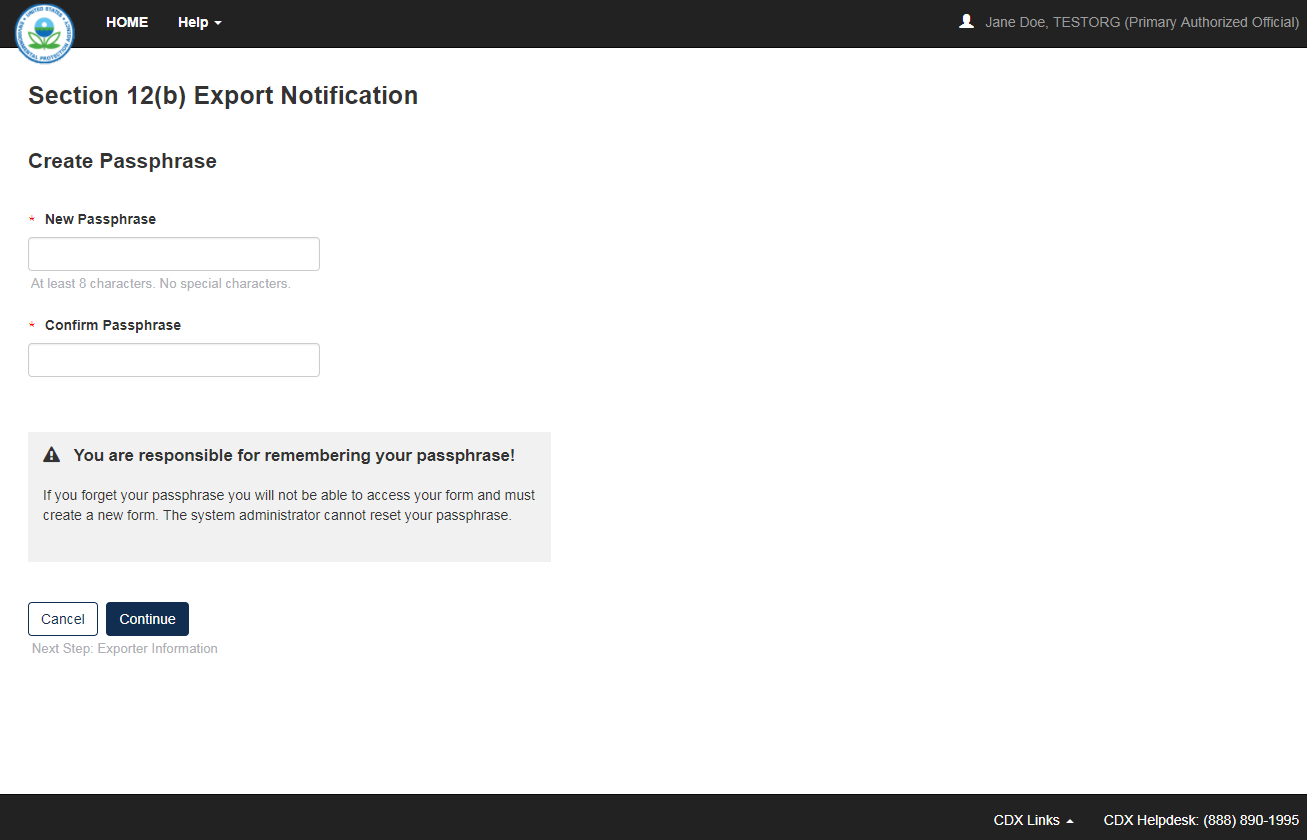 HOME
Help
Jane Doe, TESTORG (Primary Authorized Official)
Section 12(b) Export Notification
Create Passphrase
* New Passphrase
At least 8 characters. No special characters.
* Confirm Passphrase
You are responsible for remembering your passphrase!
If you forget your passphrase you will not be able to access your form and must
create a new form. The system administrator cannot reset your passphrase.
Cancel
Continue
Next Step: Exporter Information
CDX Links
CDX Helpdesk: (888) 890-1995